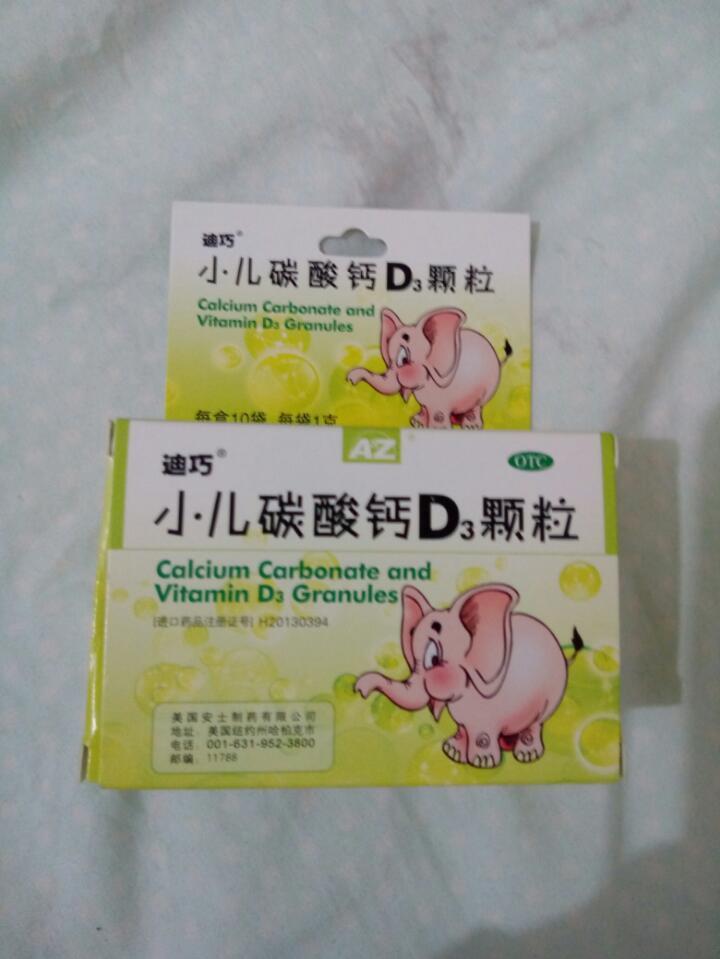 迪巧®
小儿碳酸钙D3颗粒
Calcium Carbonate and
Vitamin D3 Granules
每盒10袋 每袋1克
AZ®
OTC
迪巧®
小儿碳酸钙D3颗粒
Calcium Carbonate and
Vitamin D3 Granules
[进口药品注册证号] H20130394
美国安士制药有限公司
地址：美国纽约州哈柏克市
电话：001-631-952-3800
邮编：11788